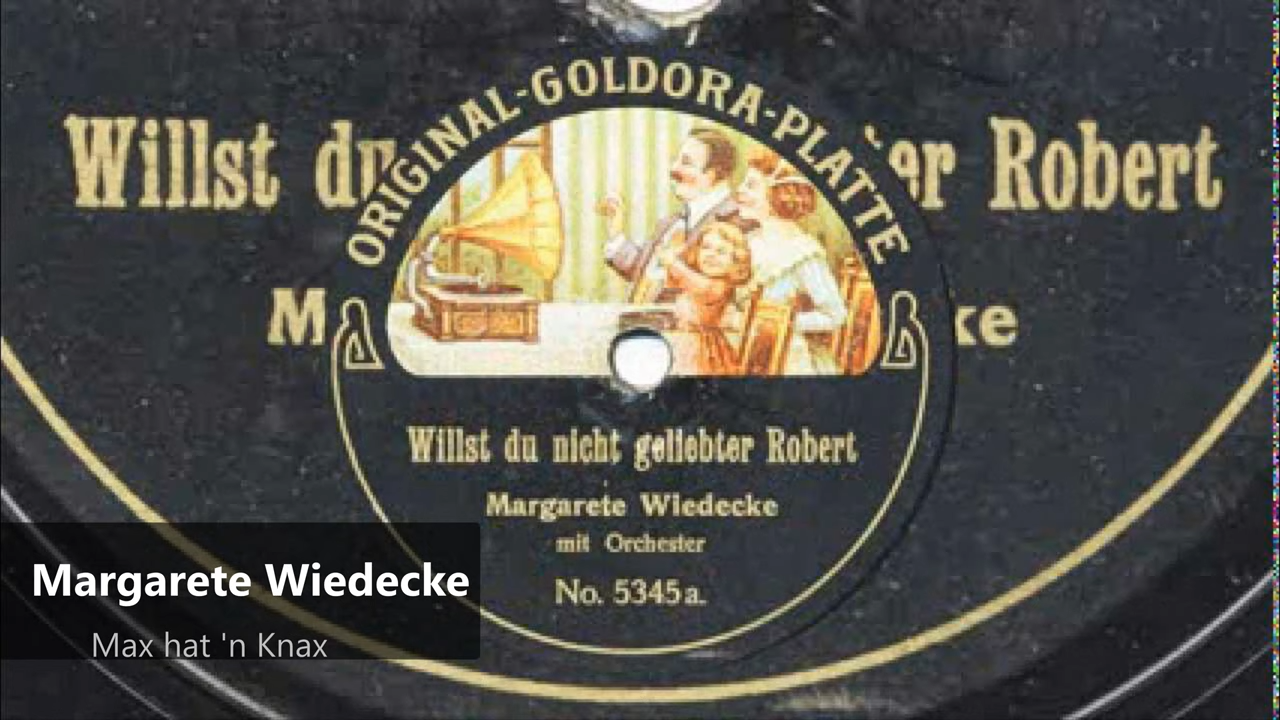 ORIGINAL-GOLDORA-PLATTE
Willst du er Robert
M ke
Willst du nicht geliebter Robert
Margarete Wiedecke
mit Orchester
No. 5345 a.
Margarete Wiedecke
Max hat 'n Knax